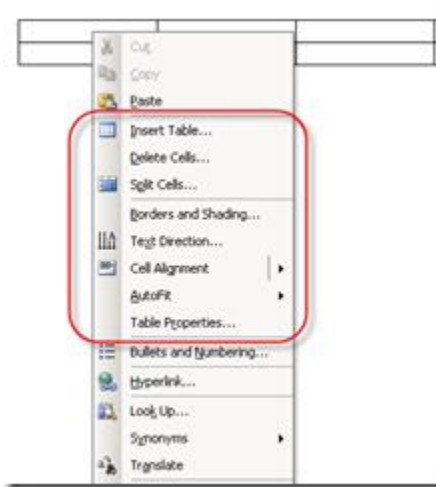 Cut
Copy
Paste
Insert Table...
Delete Cells...
Split Cells...
Borders and Shading...
Text Direction...
Cell Alignment
AutoFit
Table Properties...
Bullets and Numbering...
Hyperlink...
Look Up...
Synonyms
Translate